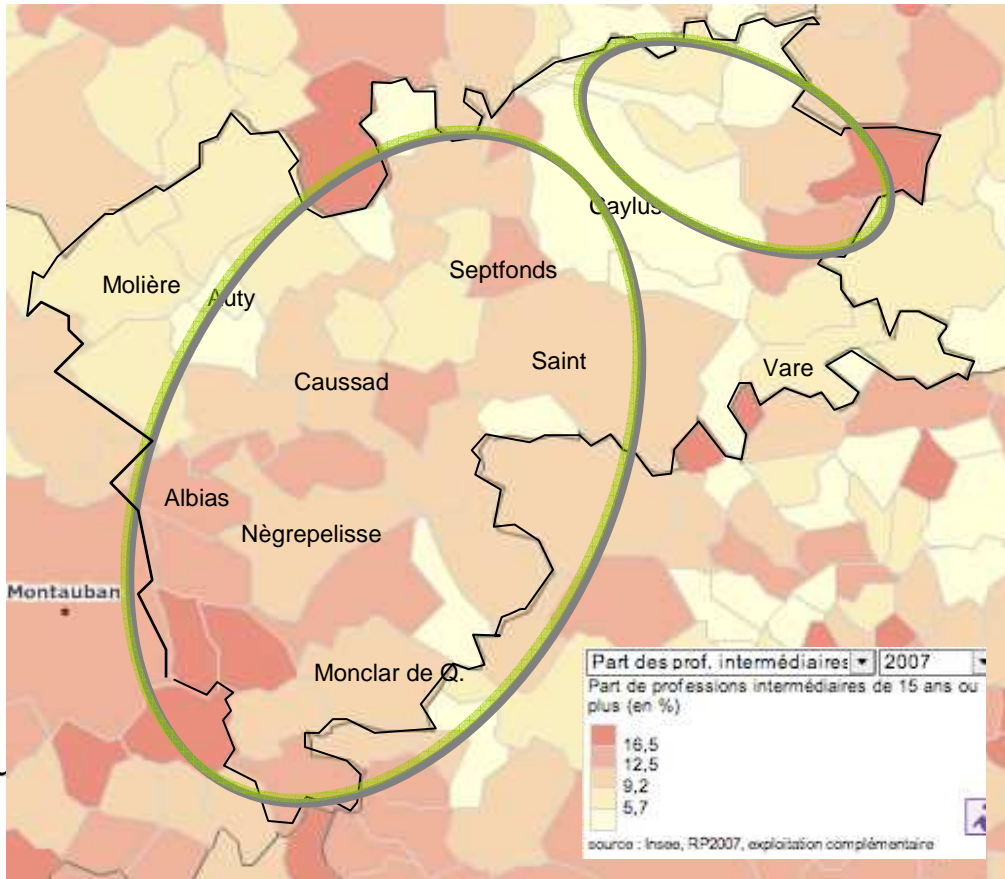 Caylus
Septfonds
Molière
Auty
Saint
Vare
Caussad
Albias
Nègrepelisse
Montauban
Monclar de Q.
Part des prof. intermédiaires 2007
Part de professions intermédiaires de 15 ans ou
plus (en %)
16,5
12,5
9,2
5,7
source : Insee, RP2007, exploitation complémentaire